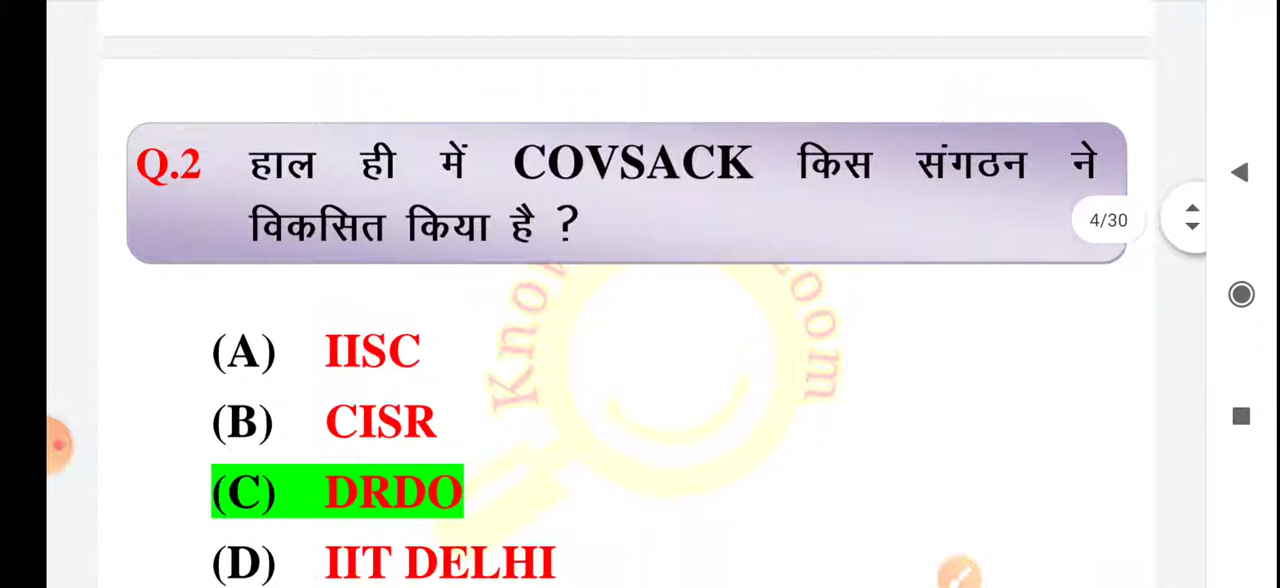 Q.2 हाल ही में COVSACK किस संगठन ने
विकसित किया है ?
4/30
(A) IISC
(B) CISR
(C) DRDO
(D) IIT DELHI